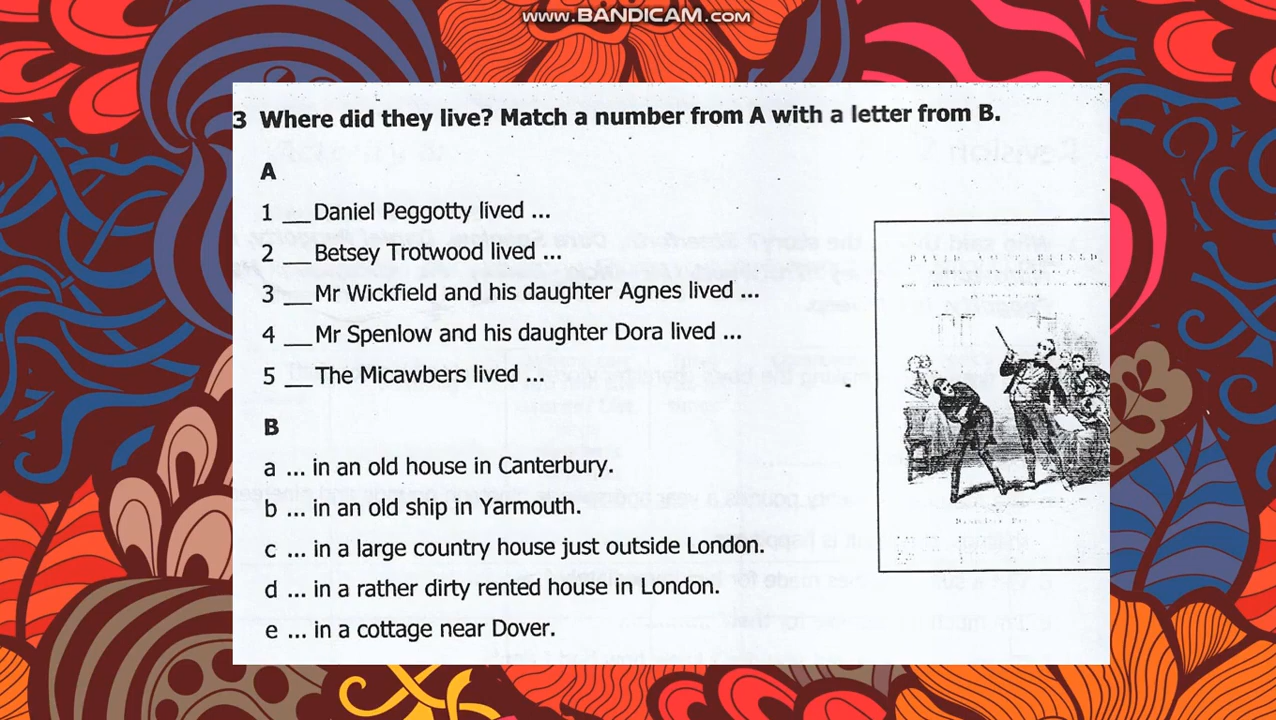 www.BANDICAM.com
3 Where did they live? Match a number from A with a letter from B.
A
1 __ Daniel Peggotty lived ...
2 __ Betsey Trotwood lived ...
3 __ Mr Wickfield and his daughter Agnes lived ...
4 __ Mr Spenlow and his daughter Dora lived ...
5 __ The Micawbers lived ...
B
a ... in an old house in Canterbury.
b ... in an old ship in Yarmouth.
c ... in a large country house just outside London.
d ... in a rather dirty rented house in London.
e ... in a cottage near Dover.